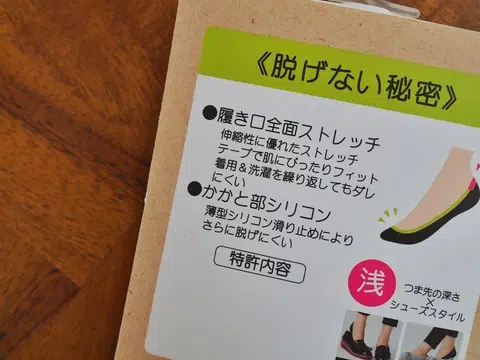 《脱げない秘密》
●履き口全面ストレッチ
伸縮性に優れたストレッチ
テープで肌にぴったりフィット
着用&洗濯を繰り返してもダレ
にくい
●かかと部シリコン
薄型シリコン滑り止めにより
さらに脱げにくい
特許内容
浅
つま先の深さ
×
シューズスタイル